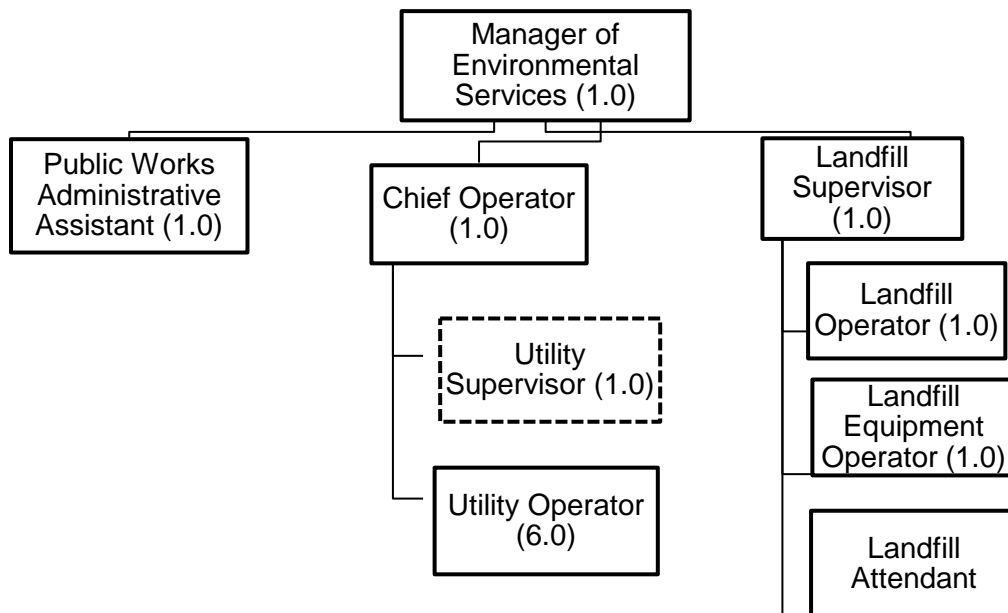 Manager of
Environmental
Services (1.0)
Public Works
Administrative
Assistant (1.0)
Chief Operator
(1.0)
Landfill
Supervisor
(1.0)
Utility
Supervisor (1.0)
Utility Operator
(6.0)
Landfill
Operator (1.0)
Landfill
Equipment
Operator (1.0)
Landfill
Attendant